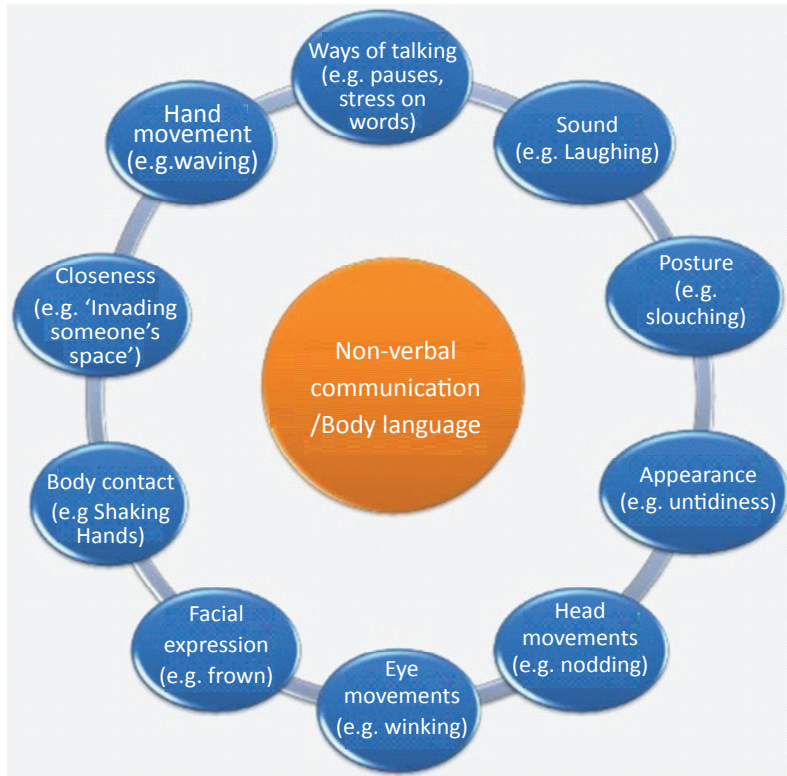 Ways of talking
(e.g. pauses,
stress on
words)
Sound
(e.g. Laughing)
Posture
(e.g.
slouching)
Appearance
(e.g. untidiness)
Head
movements
(e.g. nodding)
Eye
movements
(e.g. winking)
Facial
expression
(e.g. frown)
Body contact
(e.g Shaking
Hands)
Closeness
(e.g. ‘Invading
someone’s
space’)
Hand
movement
(e.g.waving)
Non-verbal
communication
/Body language